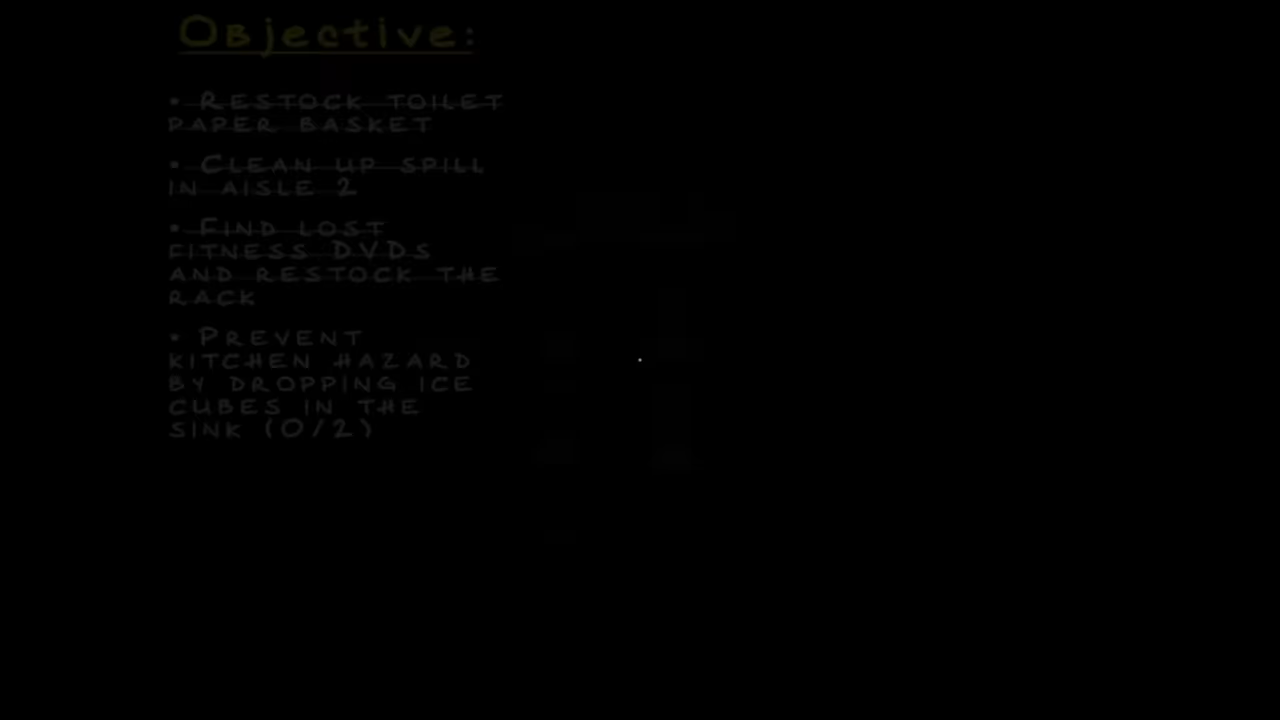 Objective:
• Restock toilet
paper basket
• Clean up spill
in aisle 2
• Find lost
fitness DVDs
and restock the
rack
• Prevent
kitchen hazard
by dropping ice
cubes in the
sink (0/2)